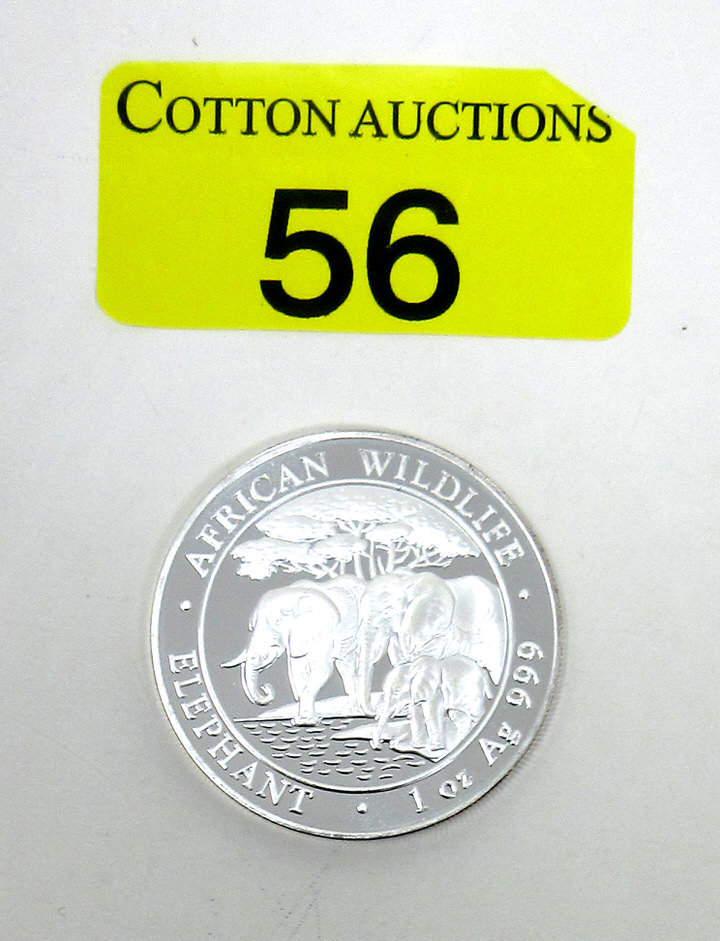 COTTON AUCTIONS
56
AFRICAN WILDLIFE
ELEPHANT
1 oz Ag 999